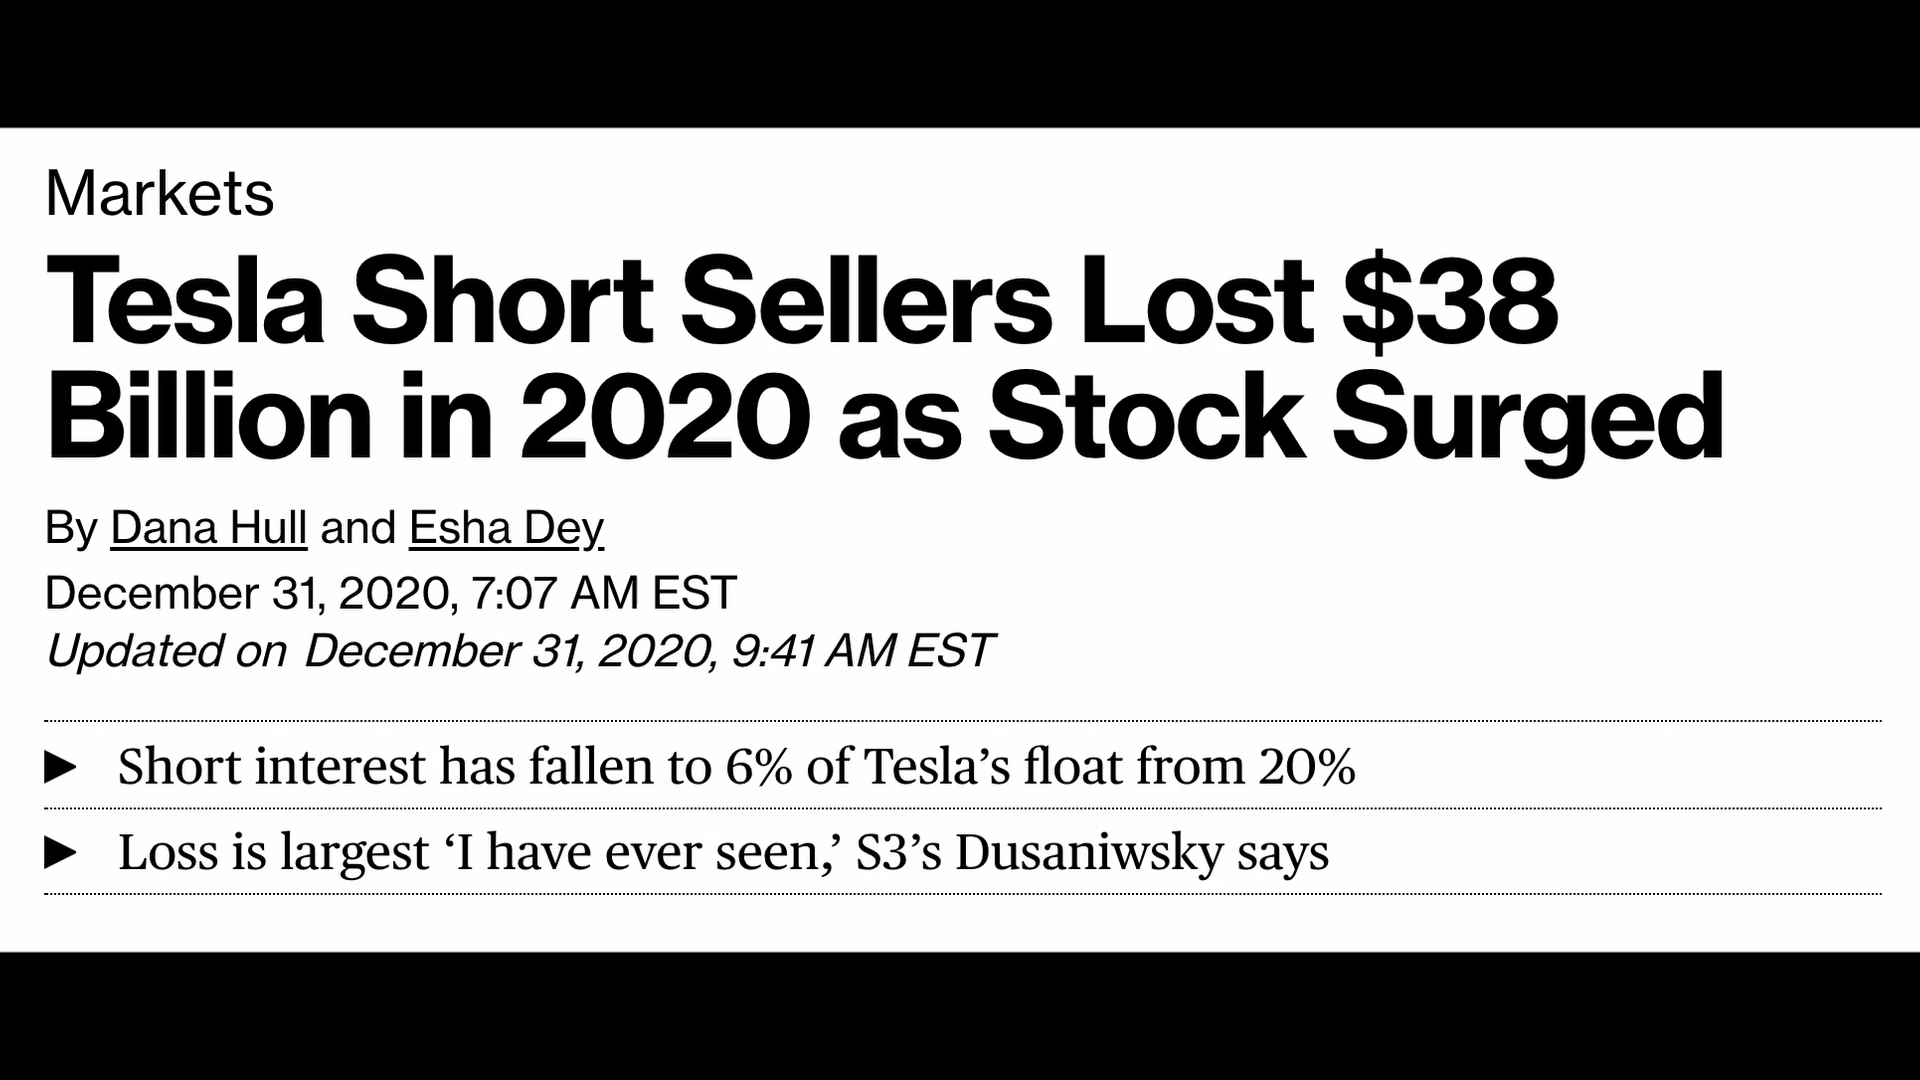 Markets
Tesla Short Sellers Lost $38
Billion in 2020 as Stock Surged
By Dana Hull and Esha Dey
December 31, 2020, 7:07 AM EST
Updated on December 31, 2020, 9:41 AM EST
▶ Short interest has fallen to 6% of Tesla’s float from 20%
▶ Loss is largest ‘I have ever seen,’ S3’s Dusaniwsky says